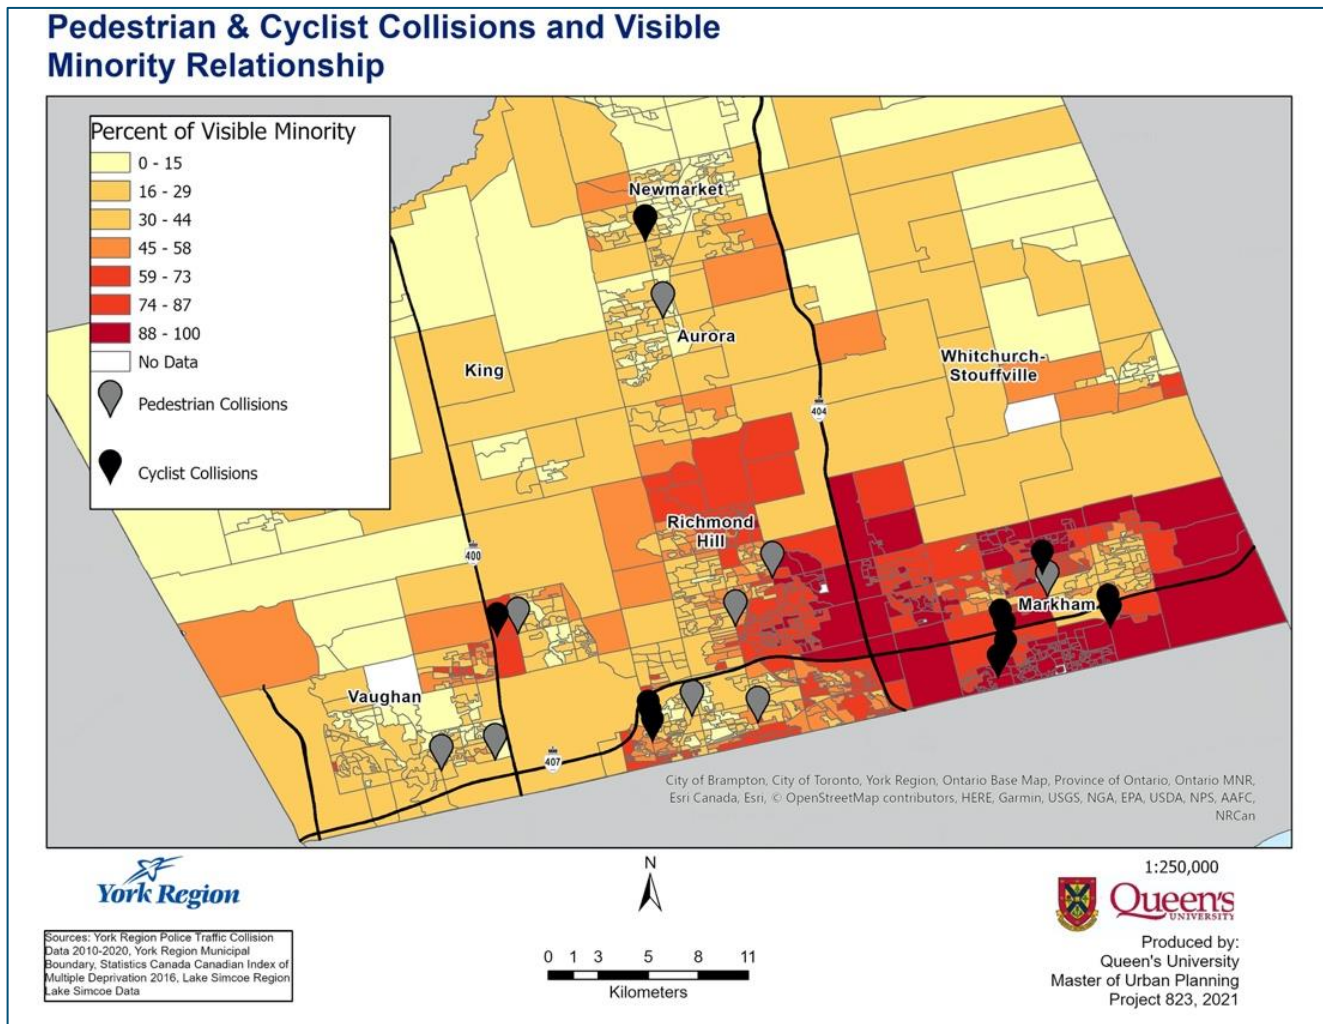 Pedestrian & Cyclist Collisions and Visible
Minority Relationship
Percent of Visible Minority
0 - 15
16 - 29
30 - 44
45 - 58
59 - 73
74 - 87
88 - 100
No Data
Pedestrian Collisions
Cyclist Collisions
Newmarket
Aurora
King
Whitchurch-
Stouffville
404
Richmond
Hill
400
Markham
Vaughan
407
City of Brampton, City of Toronto, York Region, Ontario Base Map, Province of Ontario, Ontario MNR,
Esri Canada, Esri, © OpenStreetMap contributors, HERE, Garmin, USGS, NGA, EPA, USDA, NPS, AAFC,
NRCan
York Region
Sources: York Region Police Traffic Collision
Data 2010-2020, York Region Municipal
Boundary, Statistics Canada Canadian Index of
Multiple Deprivation 2016, Lake Simcoe Region
Lake Simcoe Data
N
0 1 3 5 8 11
Kilometers
1:250,000
Queen's
UNIVERSITY
Produced by:
Queen's University
Master of Urban Planning
Project 823, 2021